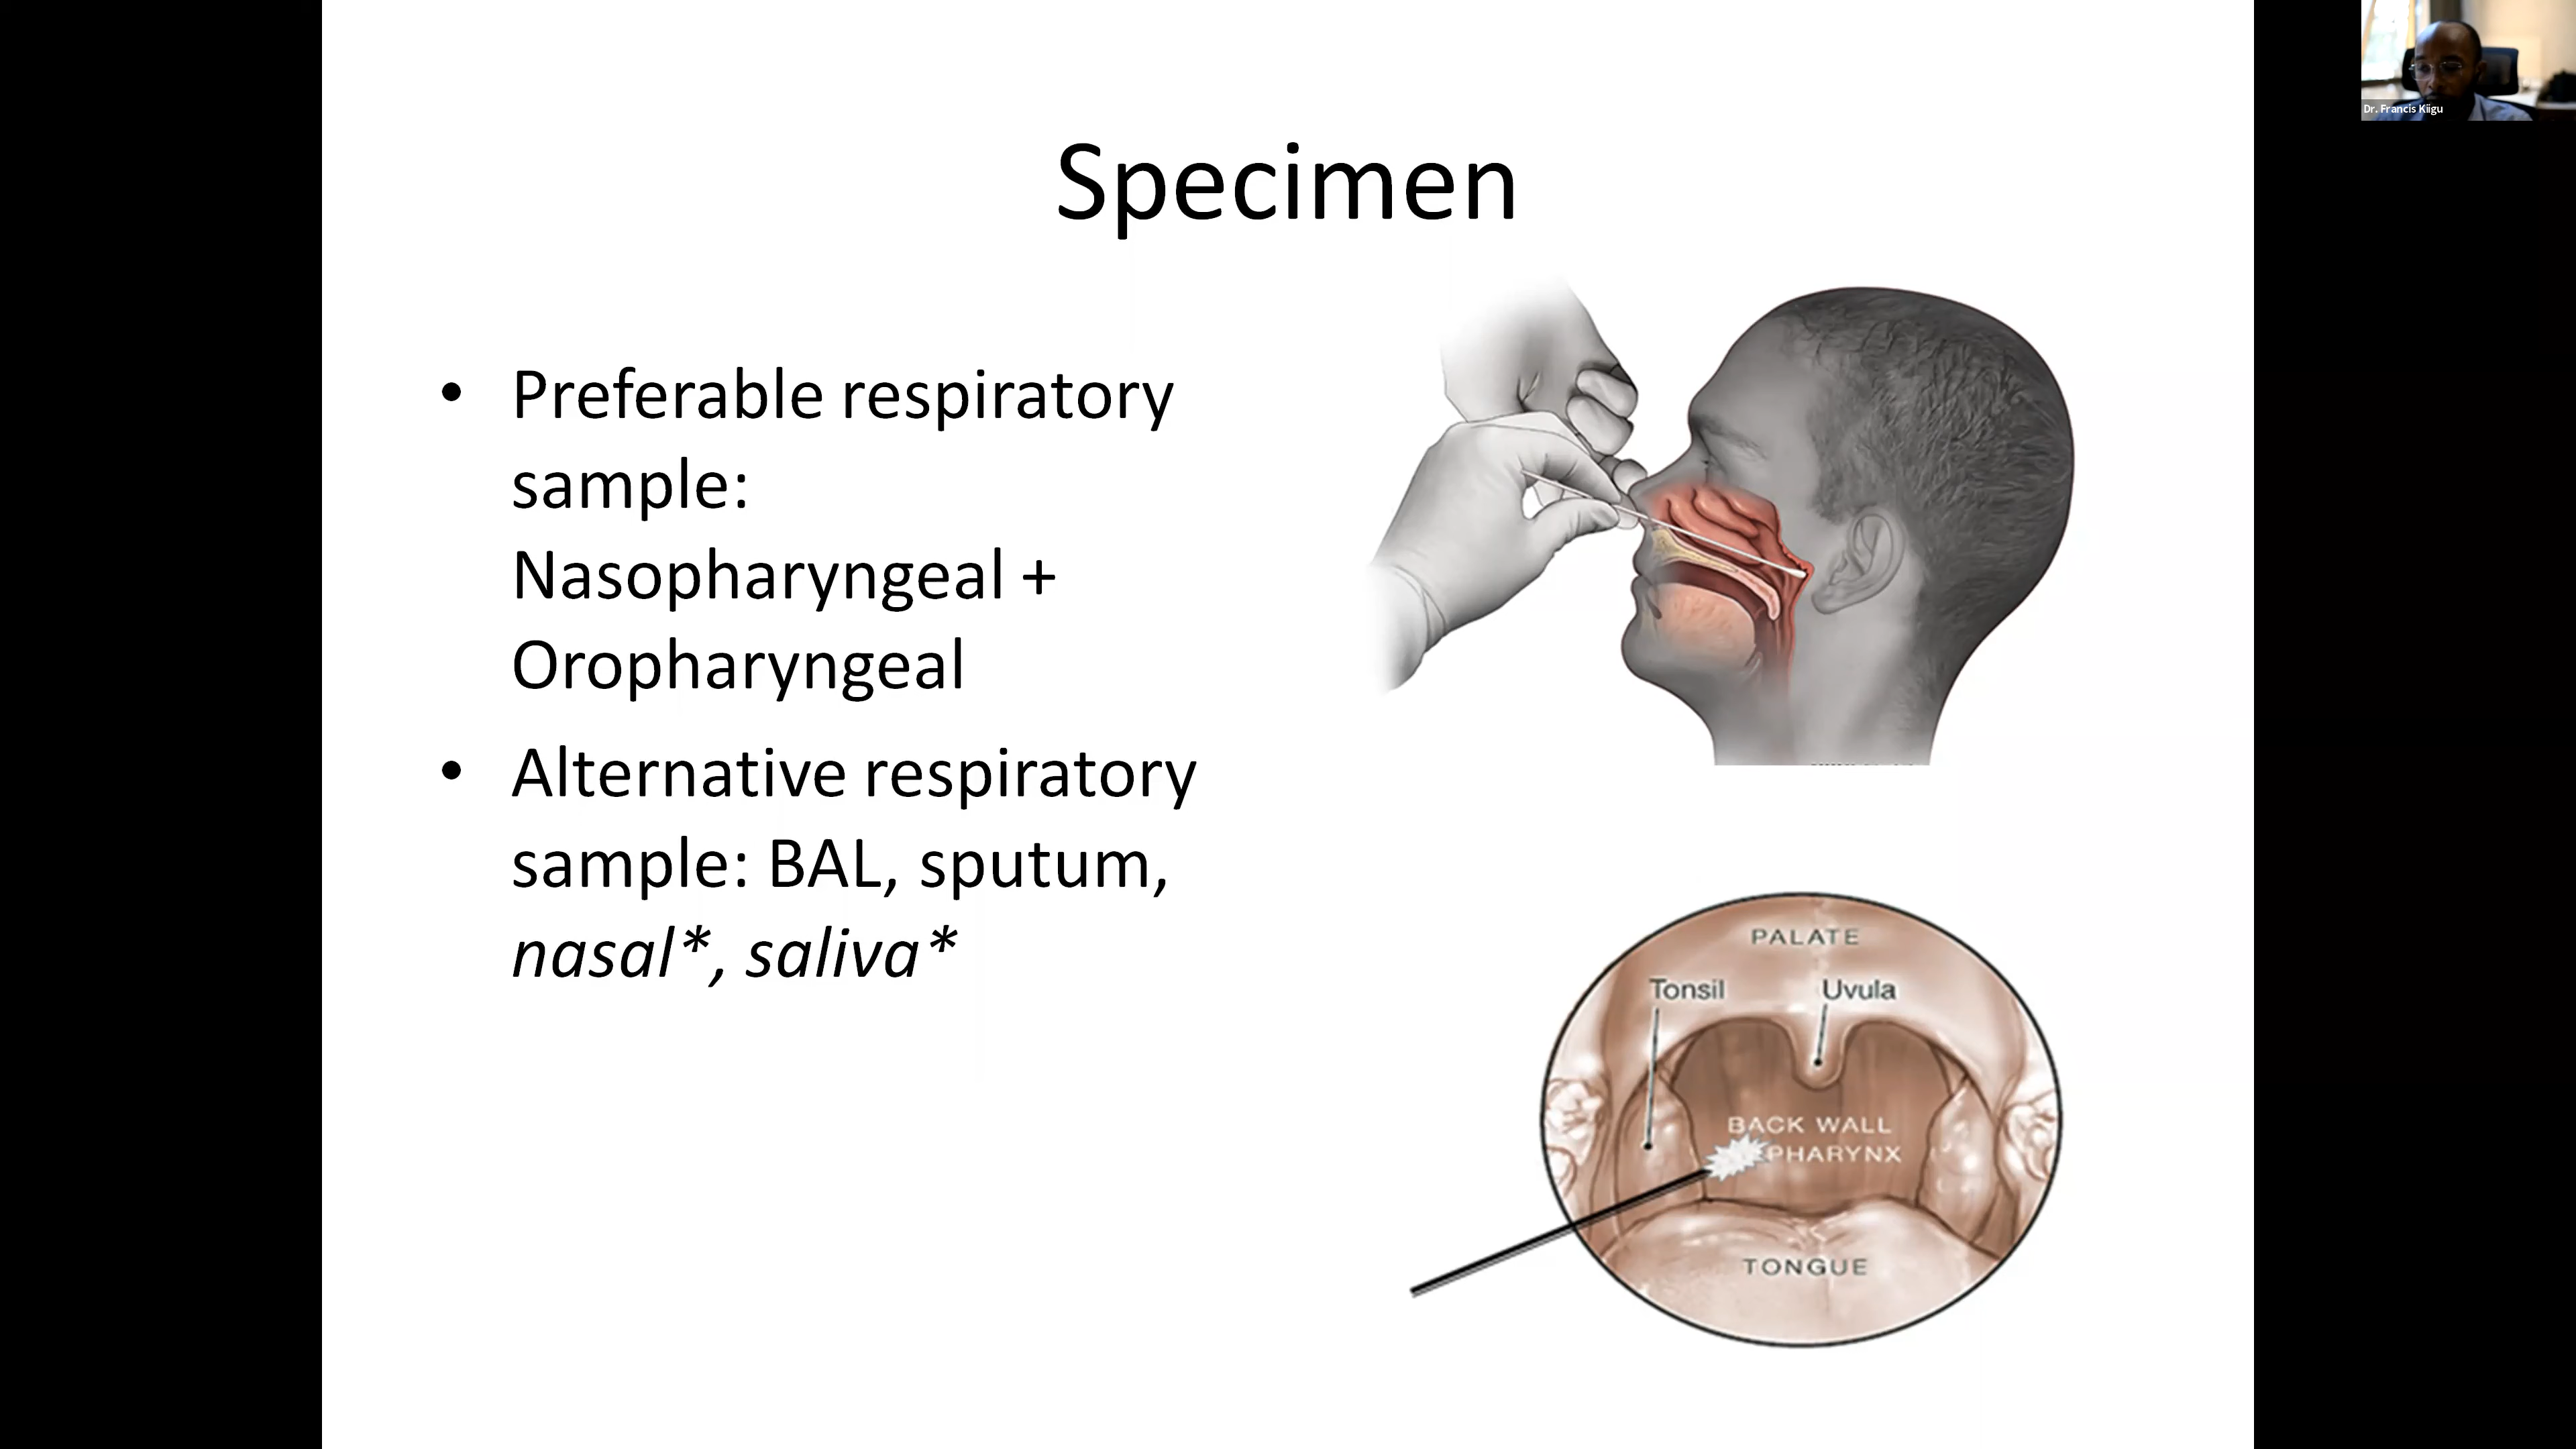 Dr. Francis Kiigu
Specimen
• Preferable respiratory
sample:
Nasopharyngeal +
Oropharyngeal
• Alternative respiratory
sample: BAL, sputum,
nasal*, saliva*
PALATE
Tonsil Uvula
BACK WALL
PHARYNX
TONGUE